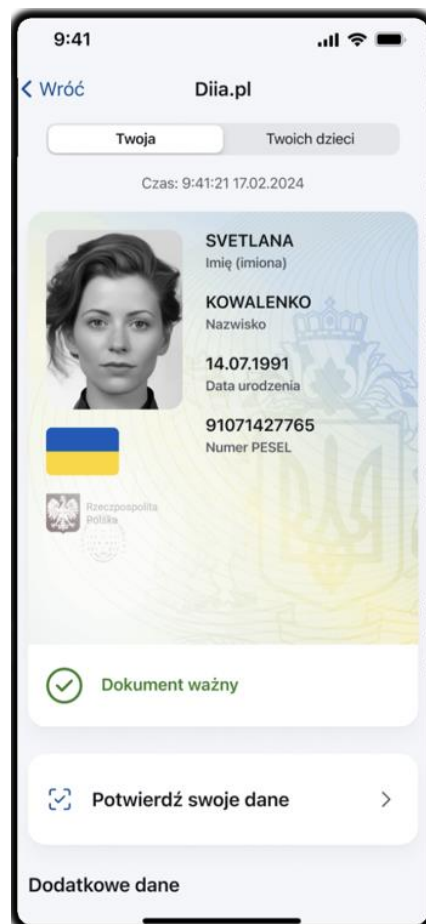 9:41
Wróć
Diia.pl
Twoja
Twoich dzieci
Czas: 9:41:21 17.02.2024
SVETLANA
Imię (imiona)
KOWALENKO
Nazwisko
14.07.1991
Data urodzenia
91071427765
Numer PESEL
Rzeczpospolita
Polska
Dokument ważny
Potwierdź swoje dane
Dodatkowe dane